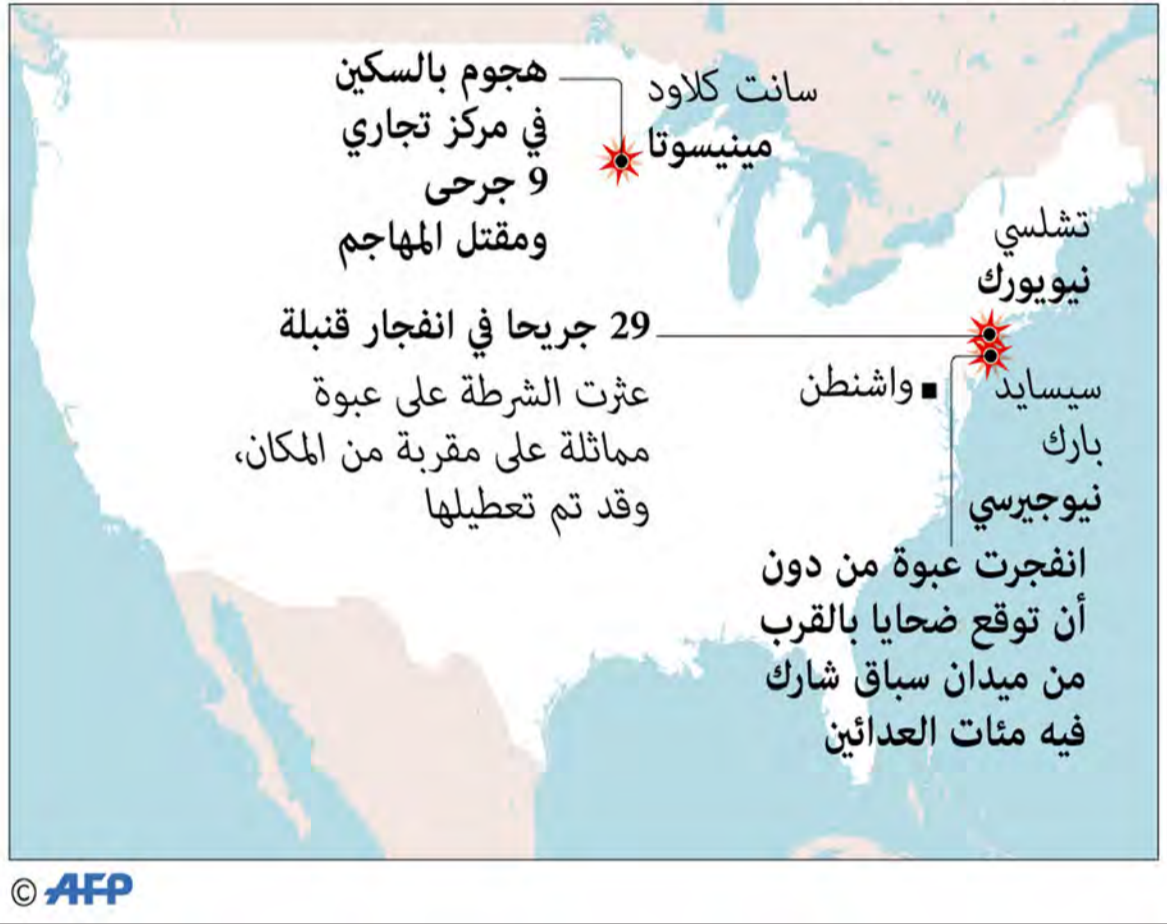 هجوم بالسكين
في مركز تجاري
9 جرحى
ومقتل المهاجم
سانت كلاود
مينيسوتا
تشلسي
نيويورك
29 جريحا في انفجار قنبلة
عثرت الشرطة على عبوة
مماثلة على مقربة من المكان،
وقد تم تعطيلها
واشنطن
سيسايد
بارك
نيوجيرسي
انفجرت عبوة من دون
أن توقع ضحايا بالقرب
من ميدان سباق شارك
فيه مئات العدائين
© AFP